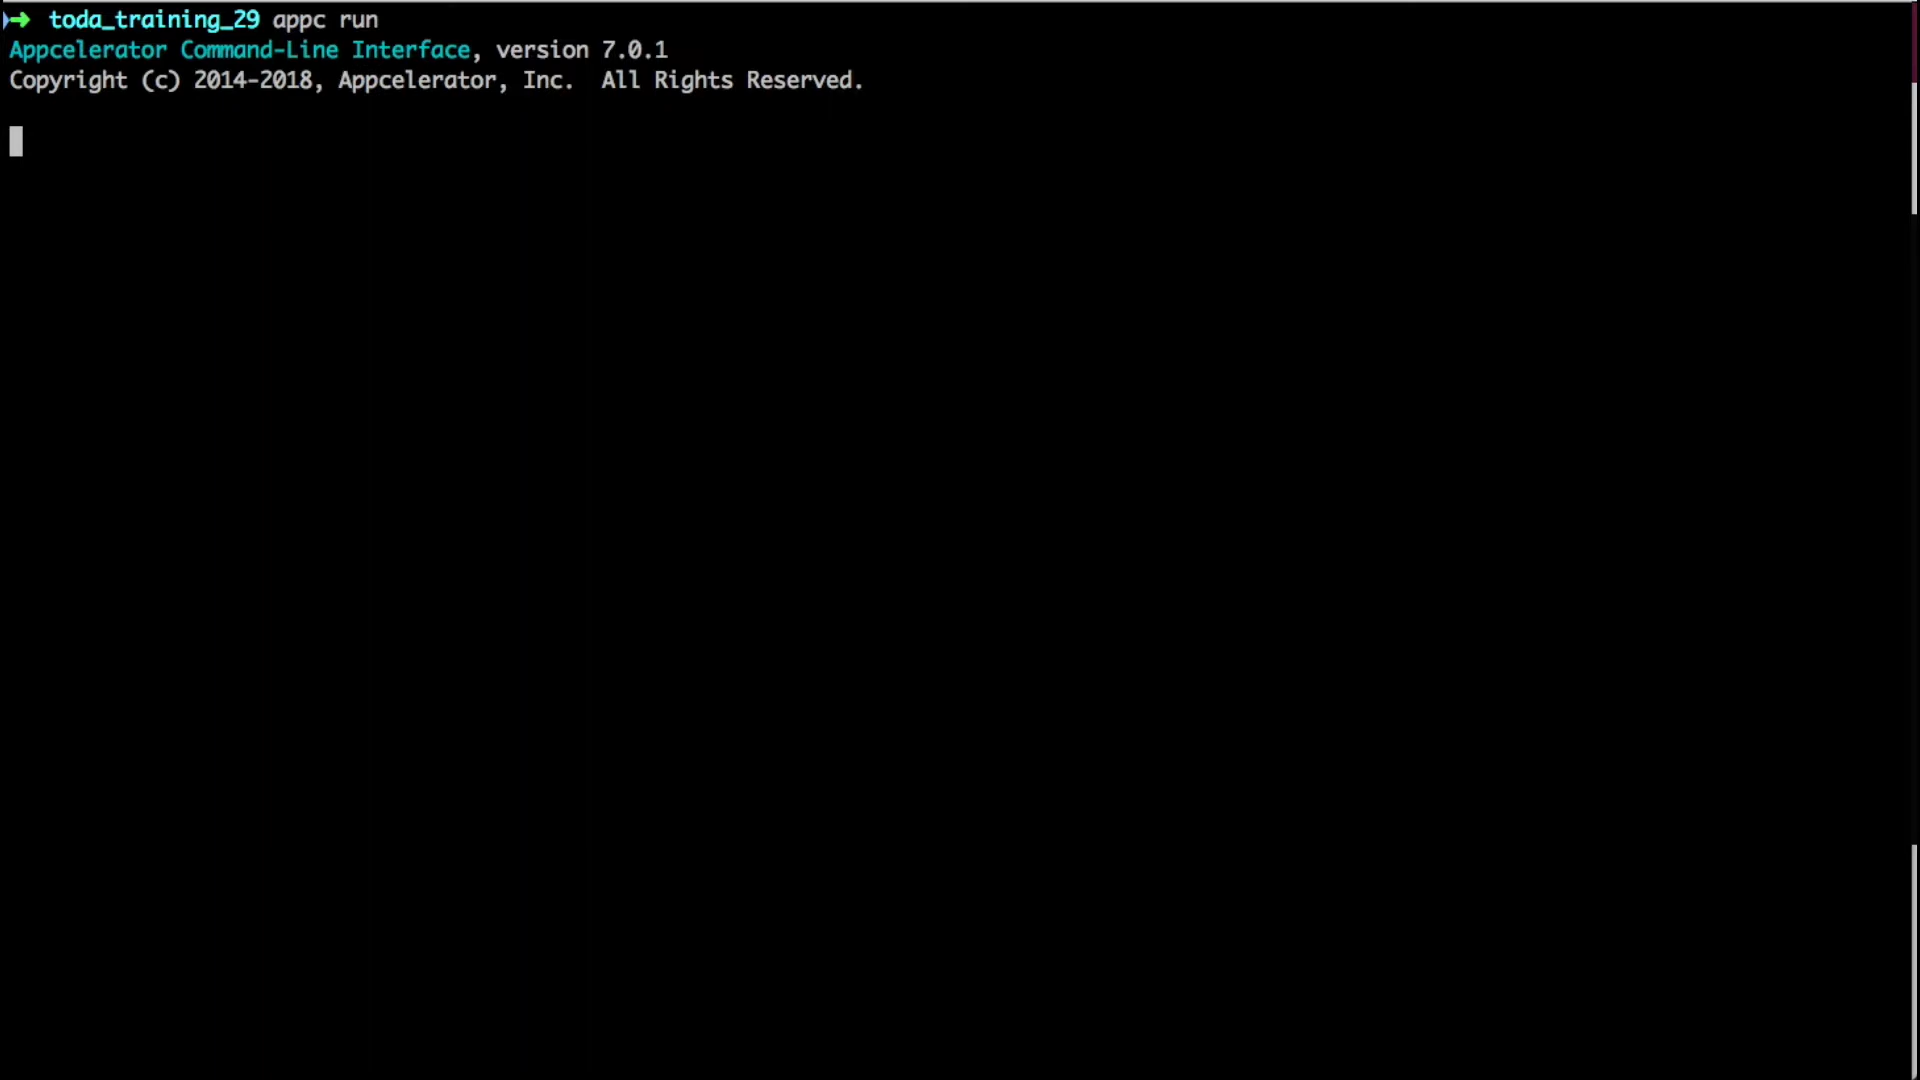 ➜ toda_training_29 appc run
Appcelerator Command-Line Interface, version 7.0.1
Copyright (c) 2014-2018, Appcelerator, Inc.  All Rights Reserved.